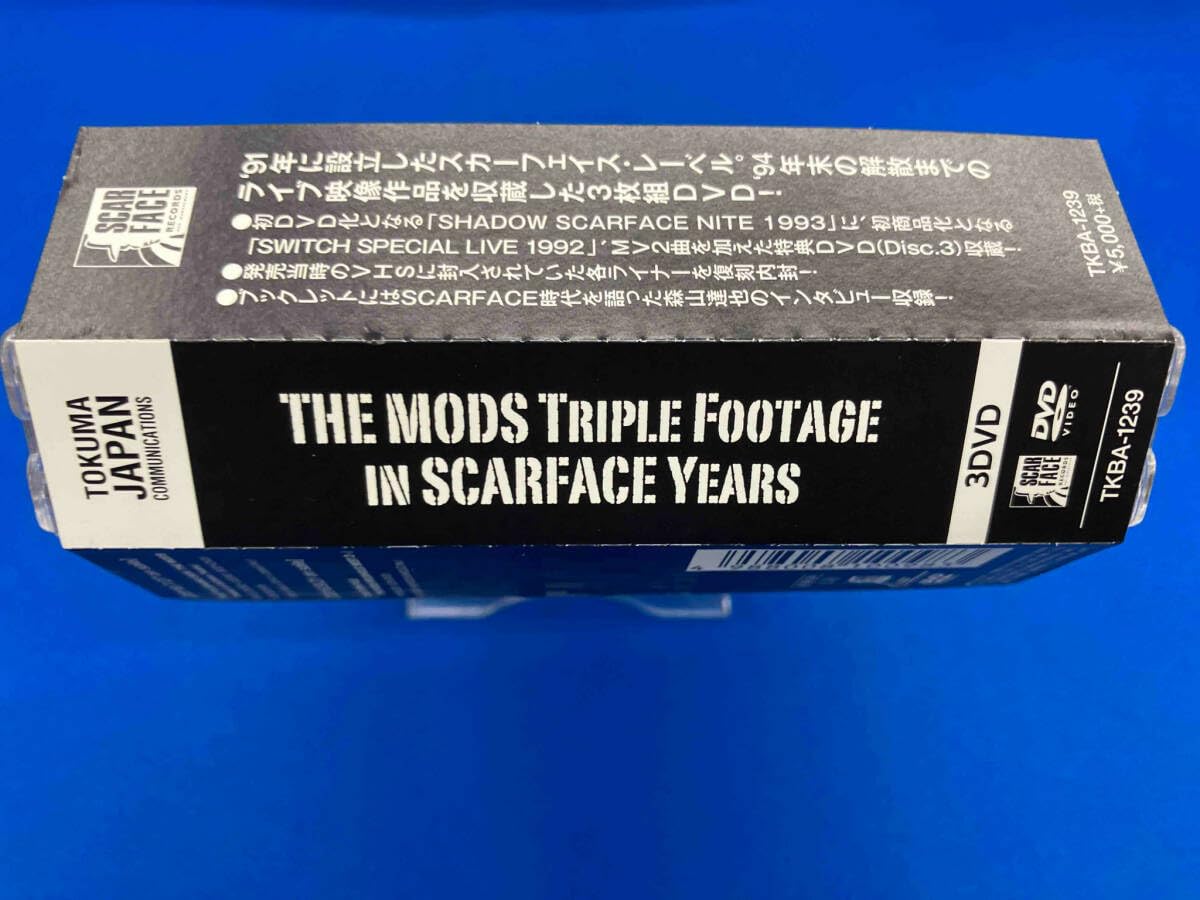 SCAR
FACE
RECORDS
'91年に設立したスカーフェイス・レーベル。'94年末の解散までの
ライブ映像作品を収蔵した3枚組DVD!
●初DVD化となる「SHADOW SCARFACE NITE 1993」に、初商品化となる
「SWITCH SPECIAL LIVE 1992」、MV2曲を加えた特典DVD(Disc.3)収蔵!
●発売当時のVHSに封入されていた各ライナーを復刻内封!
●ブックレットにはSCARFACE時代を語った森山達也のインタビュー収録!
TKBA-1239
¥5,000+税
TOKUMA
JAPAN
COMMUNICATIONS
THE MODS TRIPLE FOOTAGE
IN SCARFACE YEARS
3DVD
DVD
VIDEO
SCAR
FACE
RECORDS
TKBA-1239